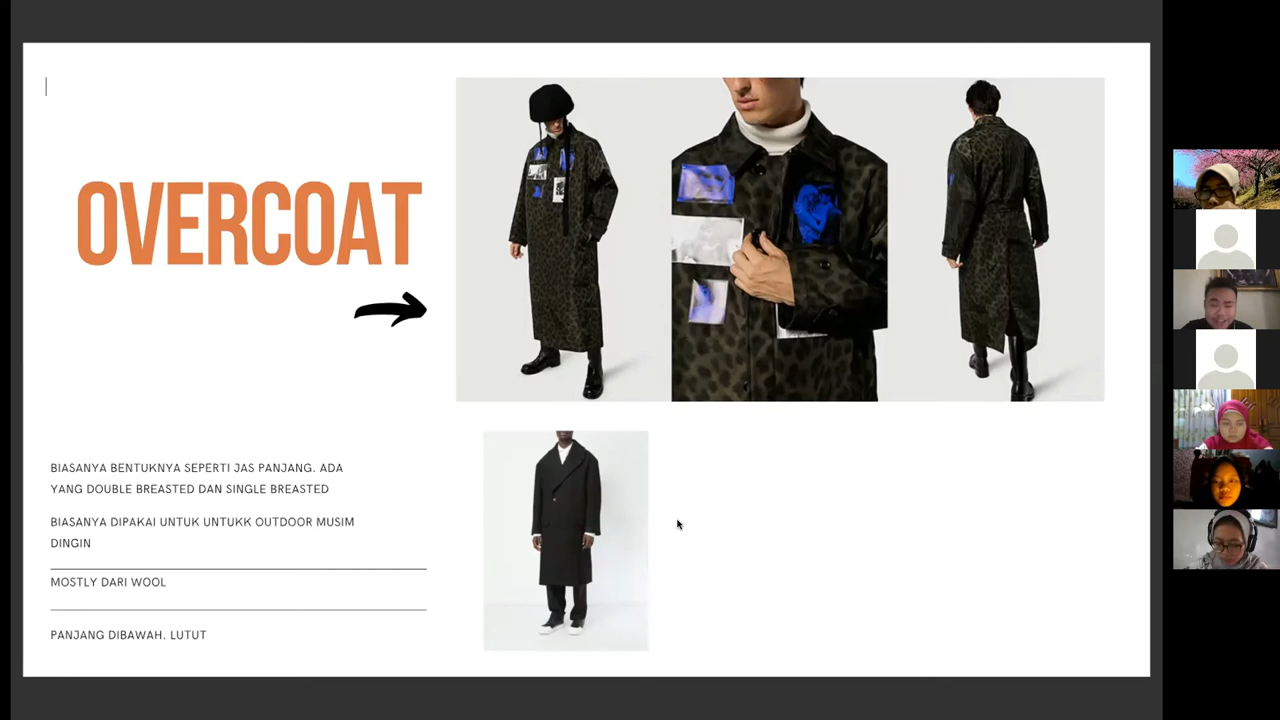 OVERCOAT
BIASANYA BENTUKNYA SEPERTI JAS PANJANG. ADA
YANG DOUBLE BREASTED DAN SINGLE BREASTED
BIASANYA DIPAKAI UNTUK UNTUKK OUTDOOR MUSIM
DINGIN
MOSTLY DARI WOOL
PANJANG DIBAWAH. LUTUT